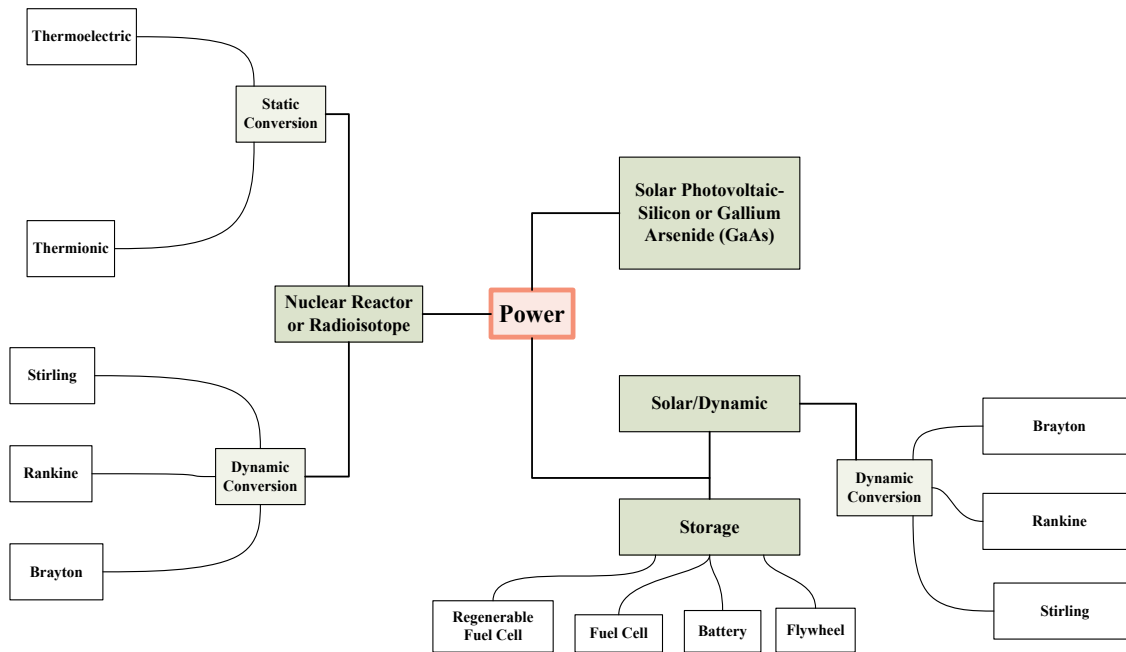 Thermoelectric
Static
Conversion
Thermionic
Solar Photovoltaic-
Silicon or Gallium
Arsenide (GaAs)
Nuclear Reactor
or Radioisotope
Power
Stirling
Rankine
Brayton
Dynamic
Conversion
Solar/Dynamic
Storage
Regenerable
Fuel Cell
Fuel Cell
Battery
Flywheel
Dynamic
Conversion
Brayton
Rankine
Stirling